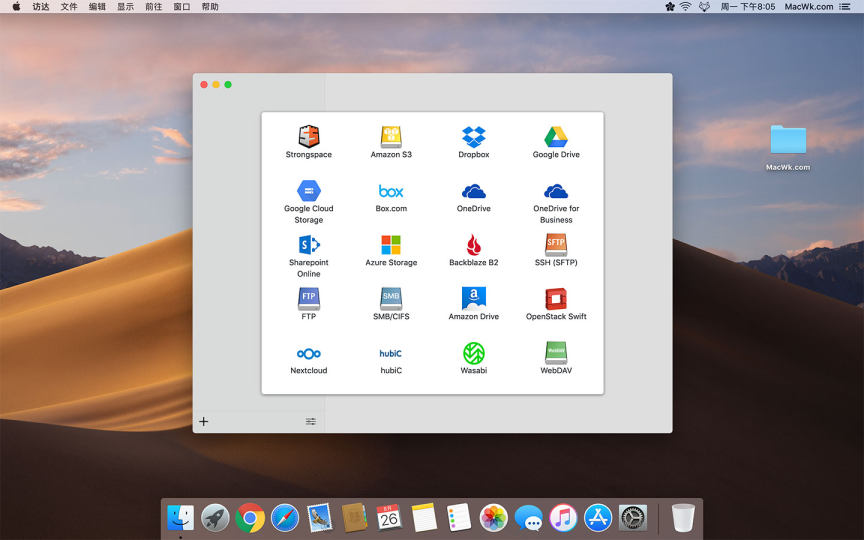 访达 文件 编辑 显示 前往 窗口 帮助 周一 下午8:05 MacWk.com
Strongspace Amazon S3 Dropbox Google Drive
box
Google Cloud Storage Box.com OneDrive OneDrive for Business
S
SFTP
Sharepoint Online Azure Storage Backblaze B2 SSH (SFTP)
FTP SMB a
FTP SMB/CIFS Amazon Drive OpenStack Swift
hubiC WebDAV
Nextcloud hubiC Wasabi WebDAV
MacWk.com
8月
26